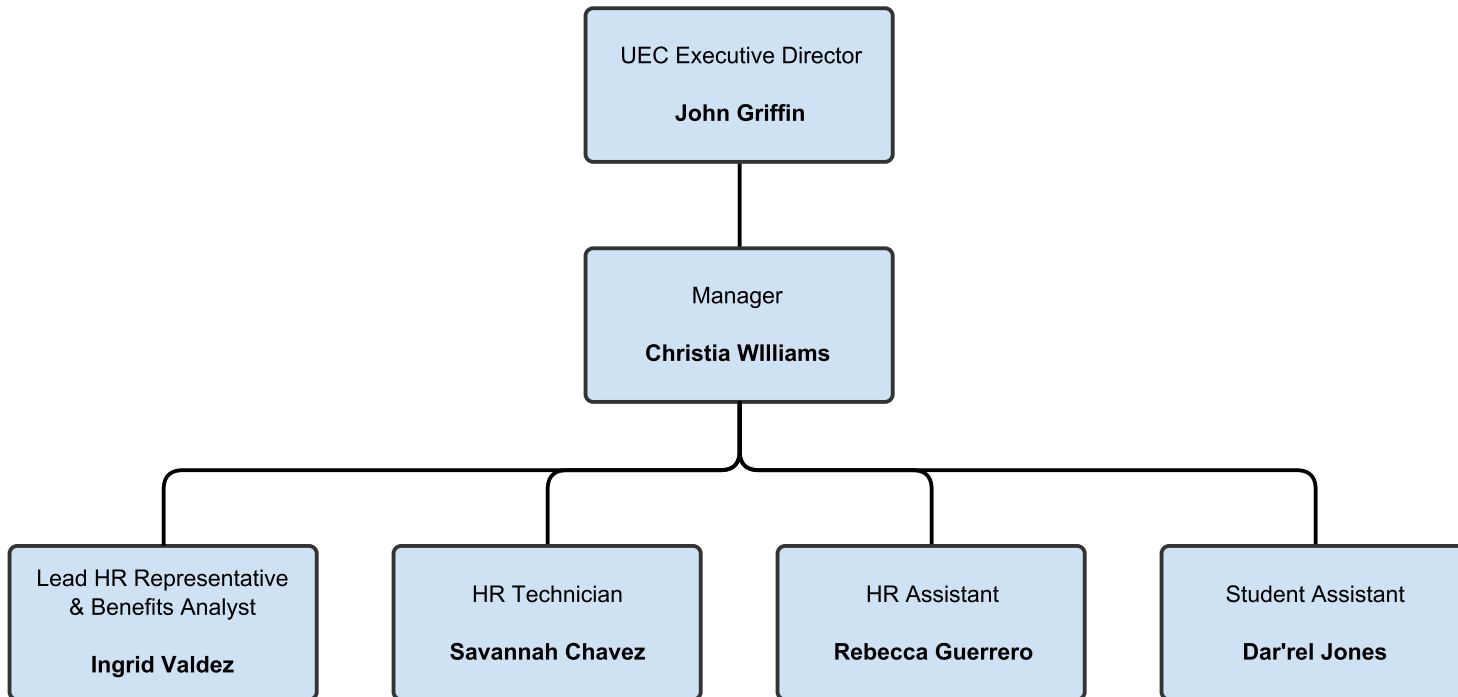 UEC Executive Director
John Griffin
Manager
Christia WIlliams
Lead HR Representative
& Benefits Analyst
Ingrid Valdez
HR Technician
Savannah Chavez
HR Assistant
Rebecca Guerrero
Student Assistant
Dar'rel Jones